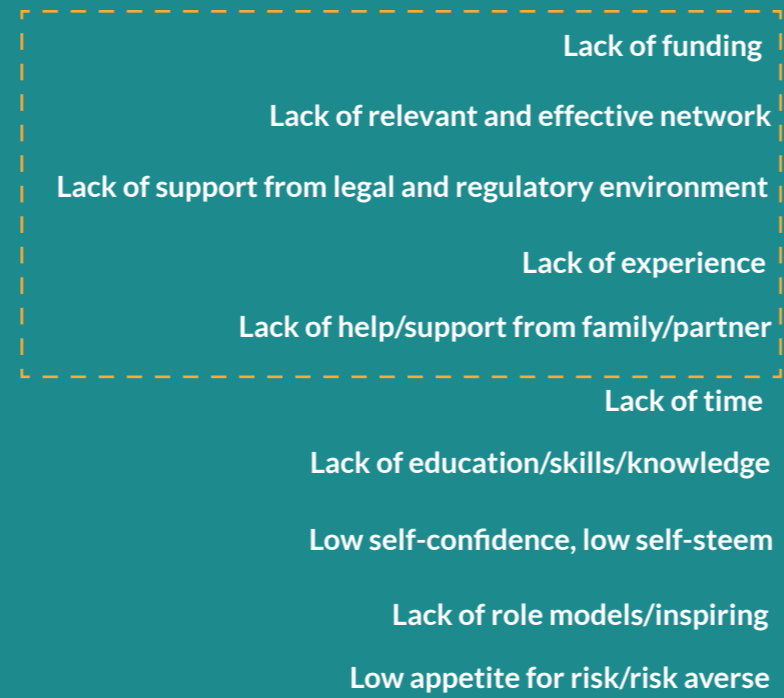 Lack of funding
Lack of relevant and effective network
Lack of support from legal and regulatory environment
Lack of experience
Lack of help/support from family/partner
Lack of time
Lack of education/skills/knowledge
Low self-confidence, low self-steem
Lack of role models/inspiring
Low appetite for risk/risk averse